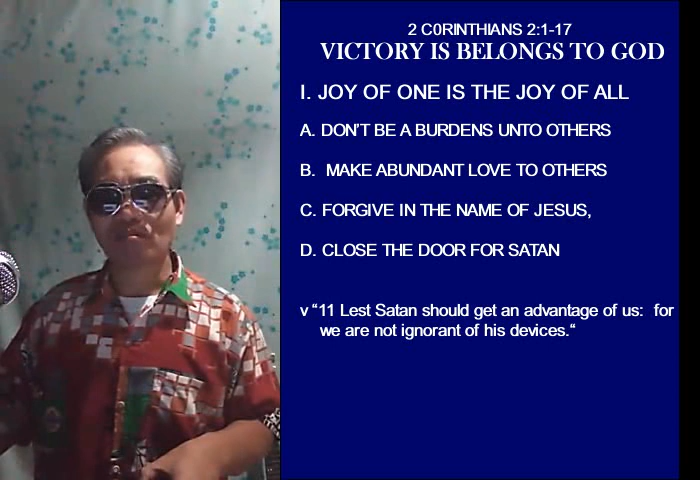 2 C0RINTHIANS 2:1-17
VICTORY IS BELONGS TO GOD
I. JOY OF ONE IS THE JOY OF ALL
A. DON'T BE A BURDENS UNTO OTHERS
B. MAKE ABUNDANT LOVE TO OTHERS
C. FORGIVE IN THE NAME OF JESUS,
D. CLOSE THE DOOR FOR SATAN
v “11 Lest Satan should get an advantage of us: for
we are not ignorant of his devices.“